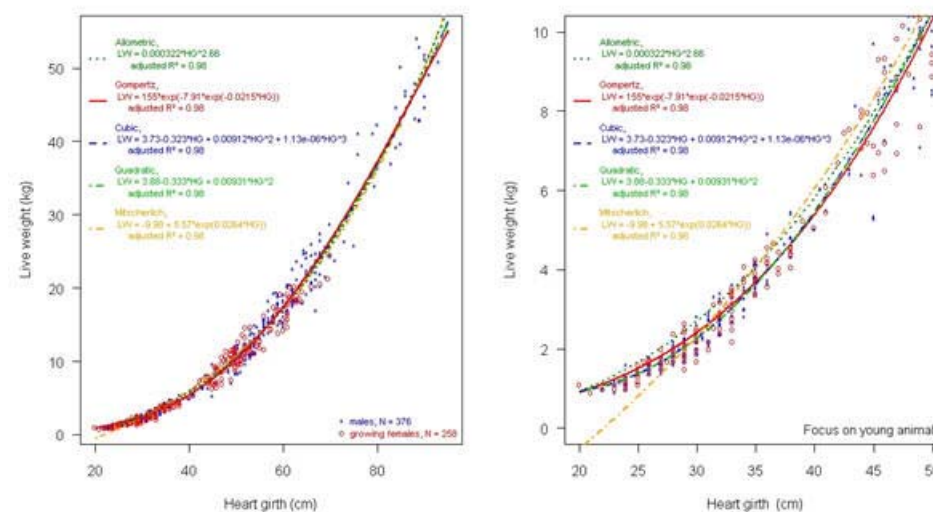 Allometric,
LW = 0.000322*HG^2.66
adjusted R² = 0.98
Gompertz,
LW = 155*exp(-7.91*exp(-0.0215*HG))
adjusted R² = 0.98
Cubic,
LW = 3.73-0.323*HG + 0.00912*HG^2 + 1.13e-06*HG^3
adjusted R² = 0.98
Quadratic,
LW = 3.88-0.333*HG + 0.00931*HG^2
adjusted R² = 0.98
Mitscherlich,
LW = -9.98 + 5.57*exp(0.0264*HG))
adjusted R² = 0.98
50
40
30
20
10
0
Live weight (kg)
males, N = 376
growing females, N = 258
20 40 60 80
Heart girth (cm)
Allometric,
LW = 0.000322*HG^2.66
adjusted R² = 0.98
Gompertz,
LW = 155*exp(-7.91*exp(-0.0215*HG))
adjusted R² = 0.98
Cubic,
LW = 3.73-0.323*HG + 0.00912*HG^2 + 1.13e-06*HG^3
adjusted R² = 0.98
Quadratic,
LW = 3.88-0.333*HG + 0.00931*HG^2
adjusted R² = 0.98
Mitscherlich,
LW = -9.98 + 5.57*exp(0.0264*HG))
adjusted R² = 0.98
10
8
6
4
2
0
Live weight (kg)
Focus on young animal
20 25 30 35 40 45 50
Heart girth (cm)